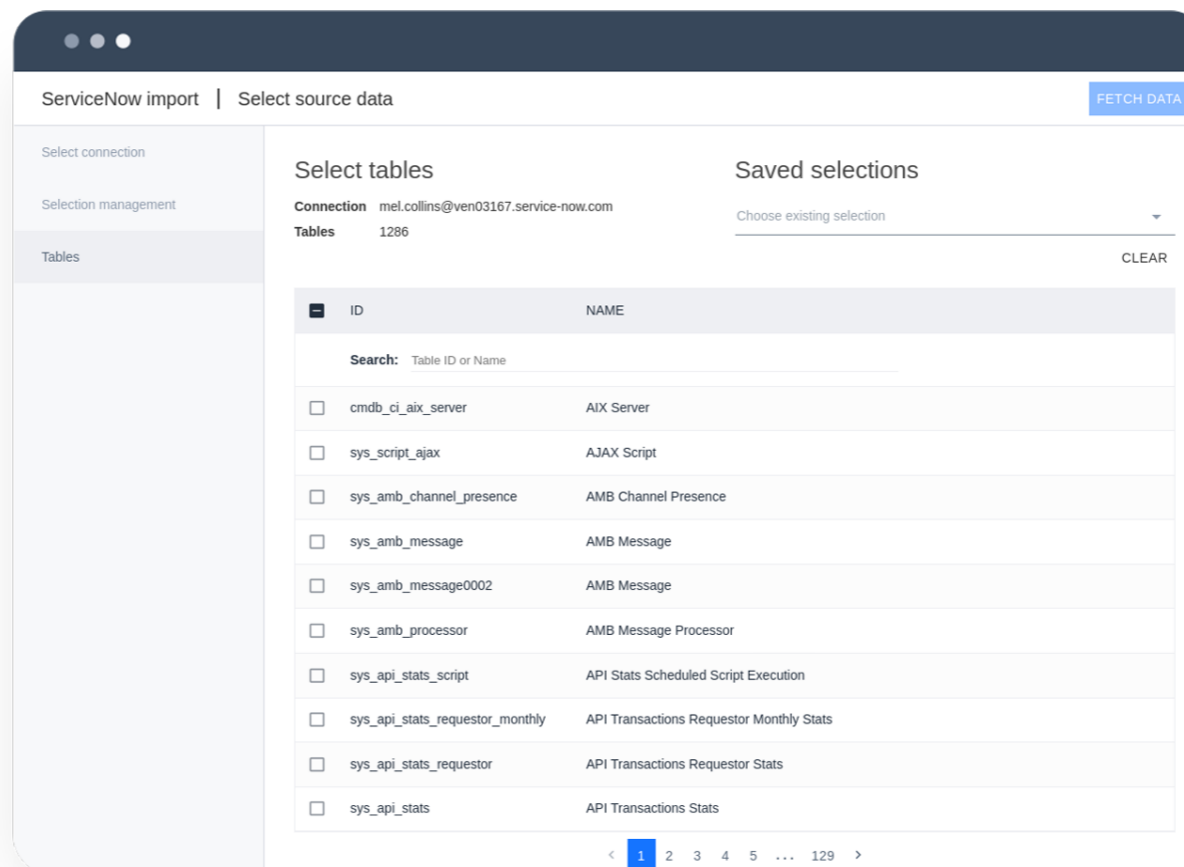 ServiceNow import | Select source data
FETCH DATA
Select connection
Selection management
Tables
Select tables
Connection mel.collins@ven03167.service-now.com
Tables 1286
Saved selections
Choose existing selection
CLEAR
ID NAME
Search: Table ID or Name
cmdb_ci_aix_server AIX Server
sys_script_ajax AJAX Script
sys_amb_channel_presence AMB Channel Presence
sys_amb_message AMB Message
sys_amb_message0002 AMB Message
sys_amb_processor AMB Message Processor
sys_api_stats_script API Stats Scheduled Script Execution
sys_api_stats_requestor_monthly API Transactions Requestor Monthly Stats
sys_api_stats_requestor API Transactions Requestor Stats
sys_api_stats API Transactions Stats
‹ 1 2 3 4 5 ... 129 ›